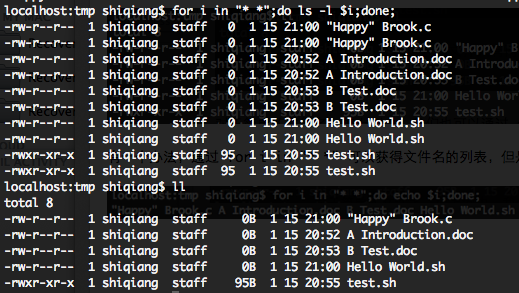 localhost:tmp shiqiang$ for i in "* *";do ls -l $i;done;
-rw-r--r-- 1 shiqiang staff 0 1 15 21:00 "Happy" Brook.c
-rw-r--r-- 1 shiqiang staff 0 1 15 21:00 "Happy" Brook.c
-rw-r--r-- 1 shiqiang staff 0 1 15 20:52 A Introduction.doc
-rw-r--r-- 1 shiqiang staff 0 1 15 20:52 A Introduction.doc
-rw-r--r-- 1 shiqiang staff 0 1 15 20:53 B Test.doc
-rw-r--r-- 1 shiqiang staff 0 1 15 20:53 B Test.doc
-rw-r--r-- 1 shiqiang staff 0 1 15 21:00 Hello World.sh
-rw-r--r-- 1 shiqiang staff 0 1 15 21:00 Hello World.sh
-rwxr-xr-x 1 shiqiang staff 95 1 15 20:55 test.sh
-rwxr-xr-x 1 shiqiang staff 95 1 15 20:55 test.sh
localhost:tmp shiqiang$ ll
total 8
-rw-r--r-- 1 shiqiang staff 0B 1 15 21:00 "Happy" Brook.c
-rw-r--r-- 1 shiqiang staff 0B 1 15 20:52 A Introduction.doc
-rw-r--r-- 1 shiqiang staff 0B 1 15 20:53 B Test.doc
-rw-r--r-- 1 shiqiang staff 0B 1 15 21:00 Hello World.sh
-rwxr-xr-x 1 shiqiang staff 95B 1 15 20:55 test.sh